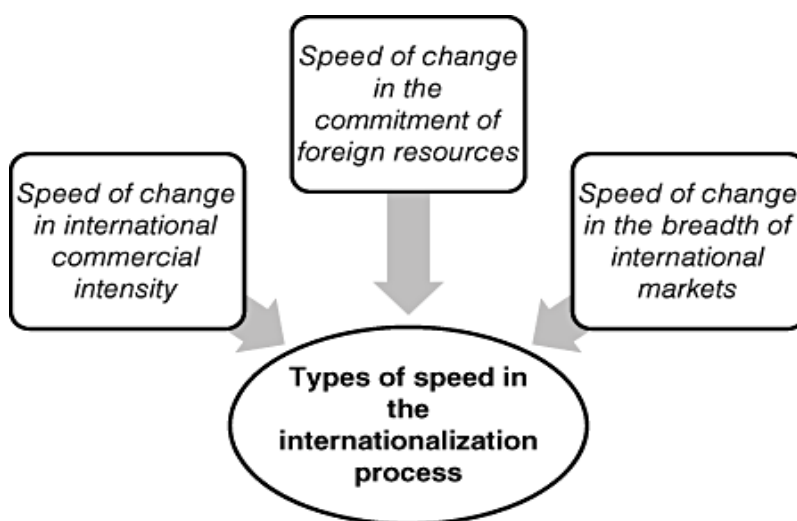 Speed of change
in the
commitment of
foreign resources
Speed of change
in international
commercial
intensity
Speed of change
in the breadth of
international
markets
Types of speed in
the
internationalization
process